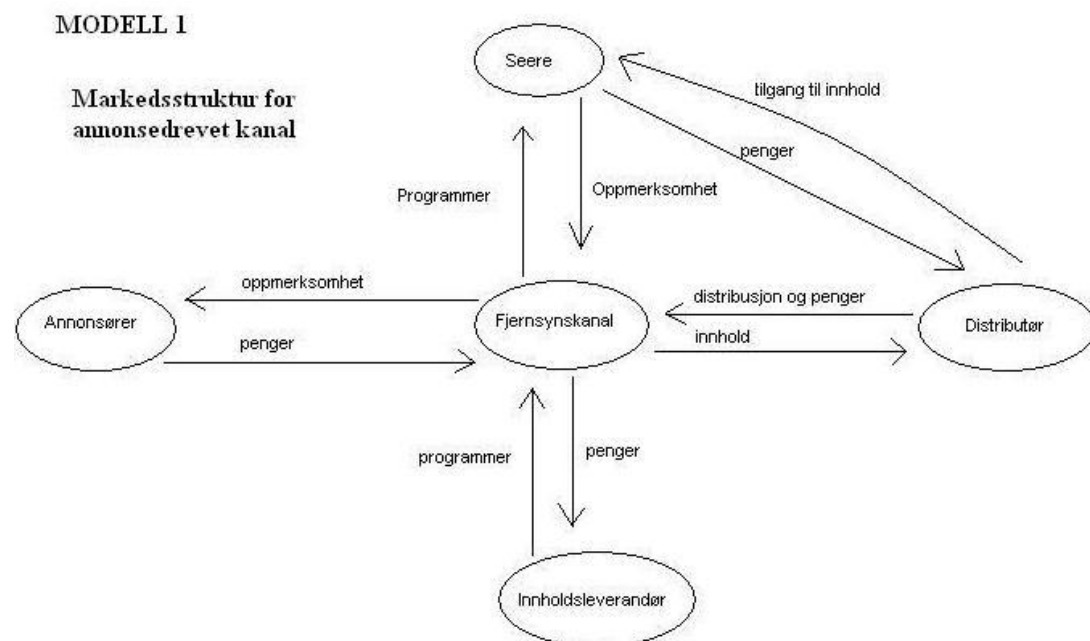 MODELL 1
Markedsstruktur for
annonsedrevet kanal
Seere
tilgang til innhold
penger
Programmer
Oppmerksomhet
oppmerksomhet
distribusjon og penger
Annonsører
Fjernsynskanal
Distributør
penger
innhold
programmer
penger
Innholdsleverandør